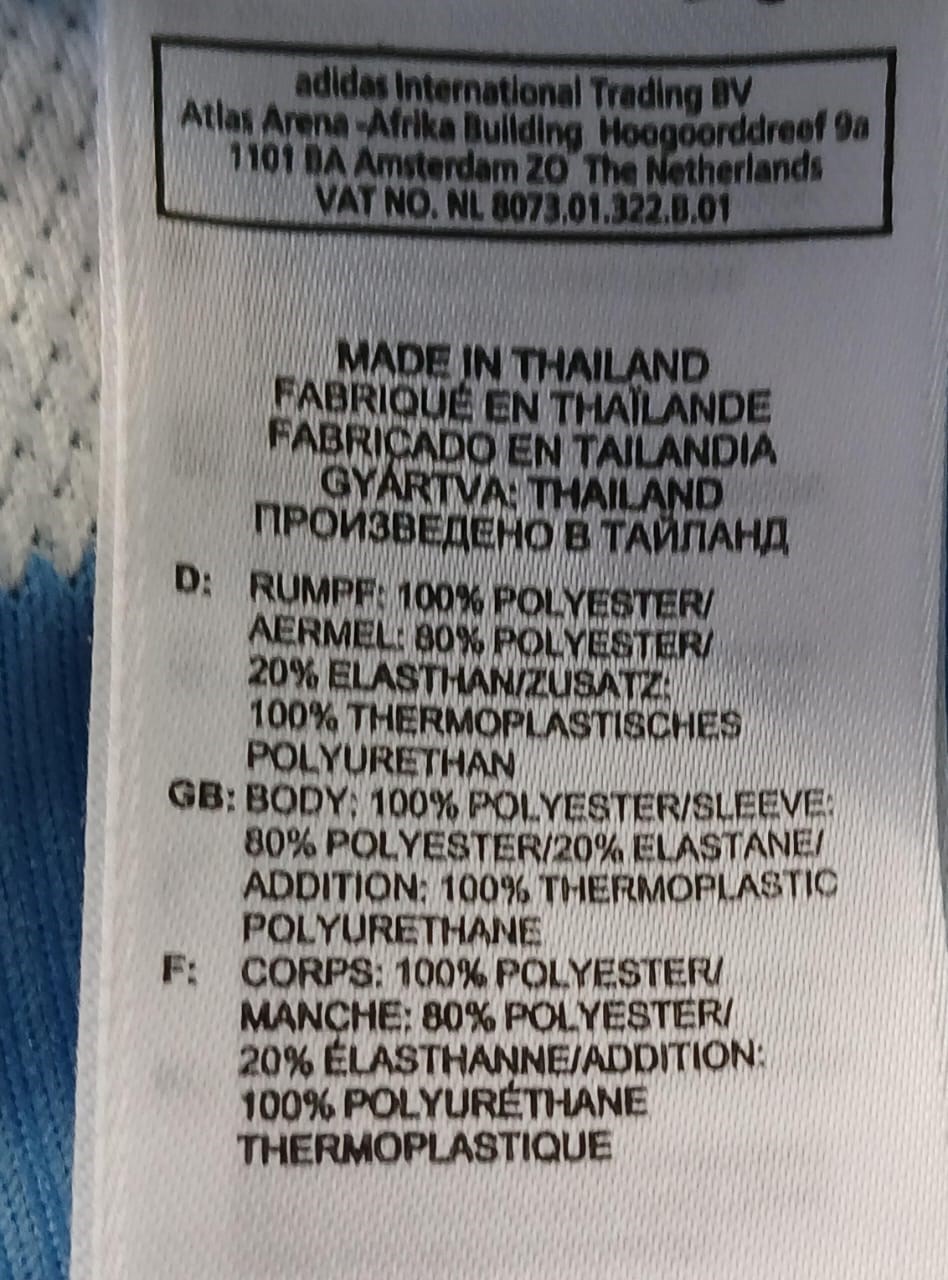 adidas International Trading BV
Atlas Arena -Afrika Building Hoogoorddreef 9a
1101 BA Amsterdam ZO The Netherlands
VAT NO. NL 8073.01.322.B.01
MADE IN THAILAND
FABRIQUÉ EN THAÏLANDE
FABRICADO EN TAILANDIA
GYÁRTVA: THAILAND
ПРОИЗВЕДЕНО В ТАЙЛАНД
D: RUMPF: 100% POLYESTER/
AERMEL: 80% POLYESTER/
20% ELASTHAN/ZUSATZ:
100% THERMOPLASTISCHES
POLYURETHAN
GB: BODY: 100% POLYESTER/SLEEVE:
80% POLYESTER/20% ELASTANE/
ADDITION: 100% THERMOPLASTIC
POLYURETHANE
F: CORPS: 100% POLYESTER/
MANCHE: 80% POLYESTER/
20% ÉLASTHANNE/ADDITION:
100% POLYURÉTHANE
THERMOPLASTIQUE